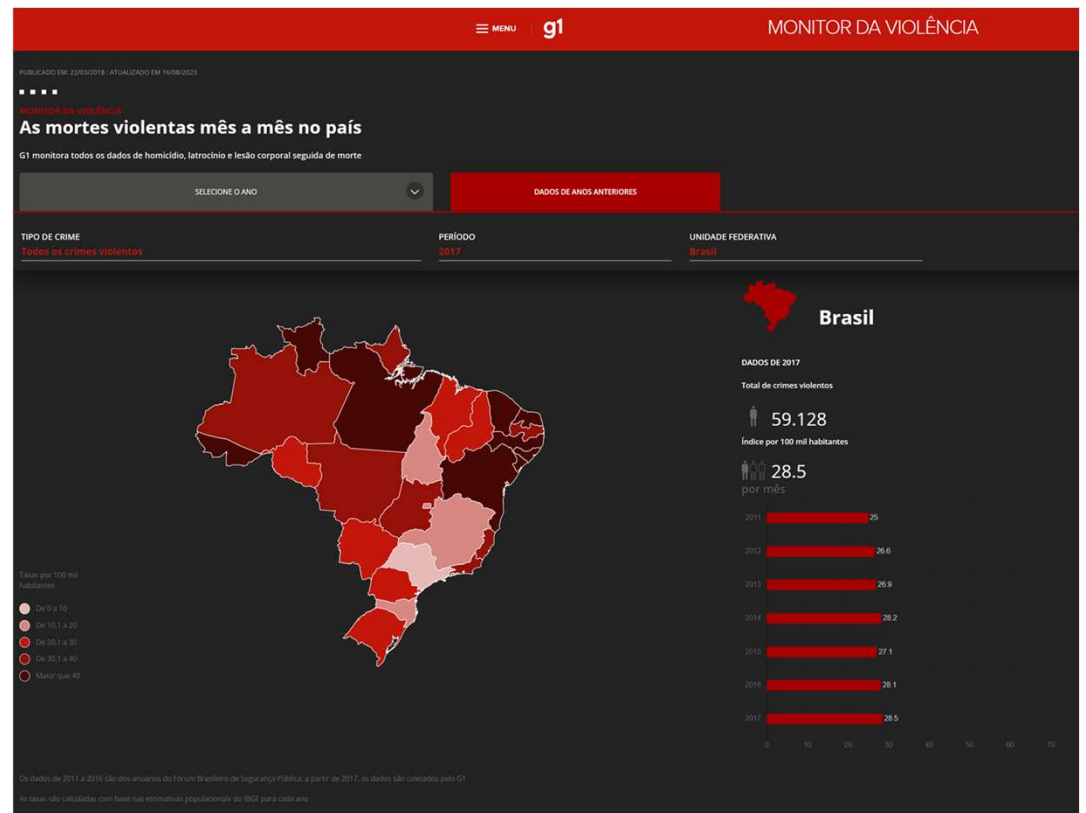 MENU
g1
MONITOR DA VIOLÊNCIA
PUBLICADO EM: 22/03/2018 : ATUALIZADO EM 16/08/2023
MONITOR DA VIOLÊNCIA
As mortes violentas mês a mês no país
G1 monitora todos os dados de homicídio, latrocínio e lesão corporal seguida de morte
SELECIONE O ANO
DADOS DE ANOS ANTERIORES
TIPO DE CRIME
Todos os crimes violentos
PERÍODO
2017
UNIDADE FEDERATIVA
Brasil
Brasil
DADOS DE 2017
Total de crimes violentos
59.128
Índice por 100 mil habitantes
28.5
por mês
2011 25
2012 26.6
2013 26.9
2014 28.2
2015 27.1
2016 28.1
2017 28.5
0 10 20 30 40 50 60 70
Taxas por 100 mil
habitantes
De 0 a 10
De 10,1 a 20
De 20,1 a 30
De 30,1 a 40
Maior que 40
Os dados de 2011 a 2016 são dos anuários do Fórum Brasileiro de Segurança Pública; a partir de 2017, os dados são coletados pelo G1
As taxas são calculadas com base nas estimativas populacionais do IBGE para cada ano